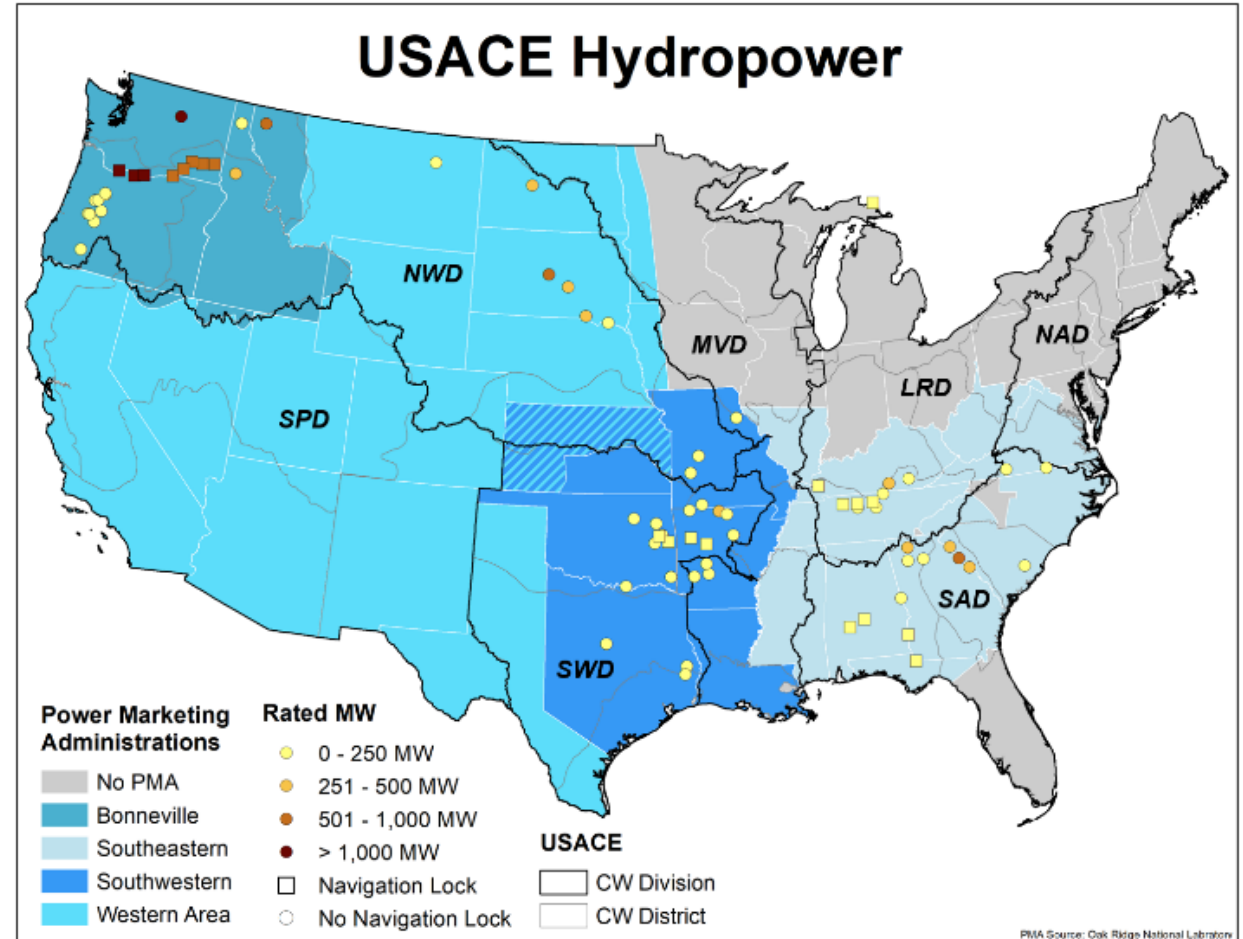 USACE Hydropower
NWD
MVD
NAD
LRD
SPD
SAD
SWD
Power Marketing
Administrations
No PMA
Bonneville
Southeastern
Southwestern
Western Area
Rated MW
0 - 250 MW
251 - 500 MW
501 - 1,000 MW
> 1,000 MW
Navigation Lock
No Navigation Lock
USACE
CW Division
CW District
PMA Source: Oak Ridge National Labratory